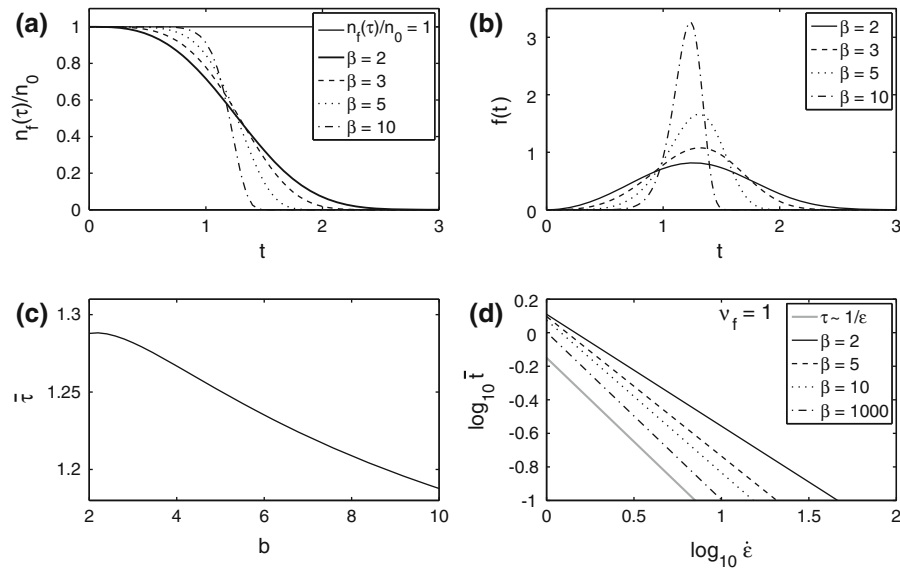 (a)
n_f(τ)/n_0
1
0.8
0.6
0.4
0.2
0
0 1 2 3
t
n_f(τ)/n_0 = 1
β = 2
β = 3
β = 5
β = 10
(b)
f(t)
3
2
1
0
0 1 2 3
t
β = 2
β = 3
β = 5
β = 10
(c)
τ̄
1.3
1.25
1.2
2 4 6 8 10
b
(d)
log₁₀ t̄
0.2
0
-0.2
-0.4
-0.6
-0.8
-1
0 0.5 1 1.5 2
log₁₀ ε̇
ν_f = 1
τ ~ 1/ε
β = 2
β = 5
β = 10
β = 1000